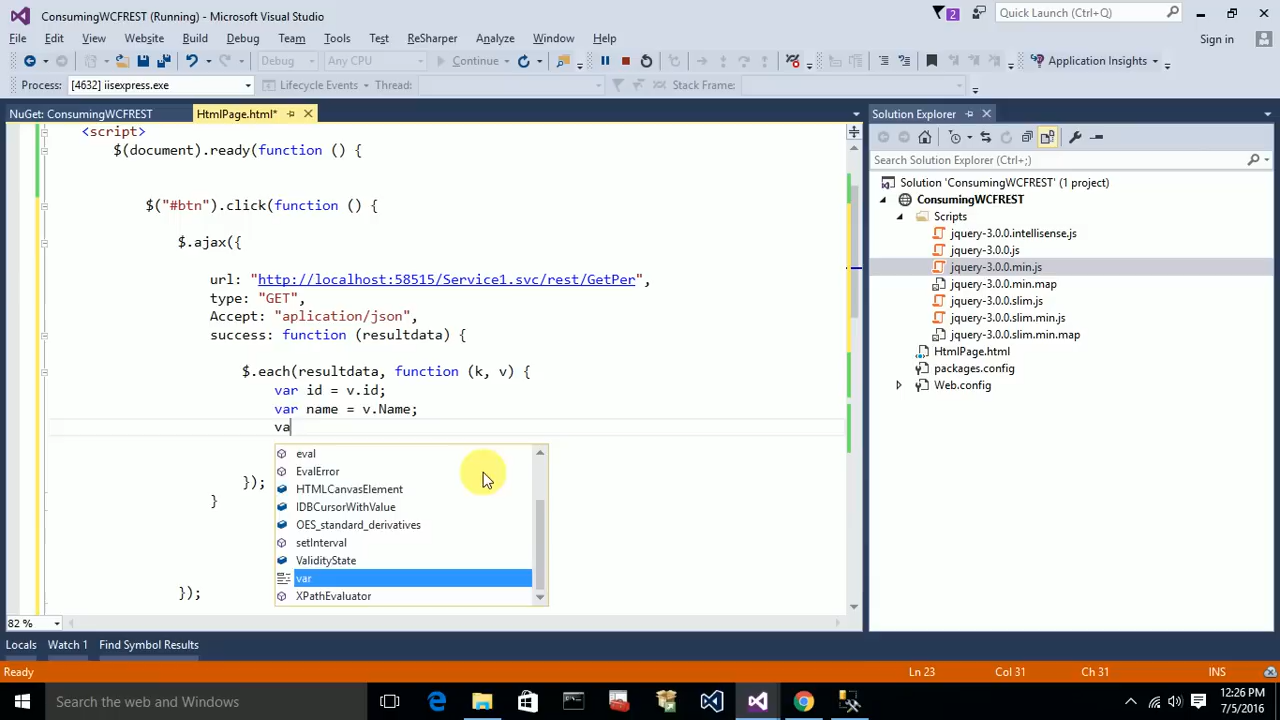 ConsumingWCFREST (Running) - Microsoft Visual Studio
2
Quick Launch (Ctrl+Q)
File Edit View Website Build Debug Team Tools Test ReSharper Analyze Window Help
Sign in
Debug Any CPU Continue Application Insights
Process: [4632] iisexpress.exe Lifecycle Events Thread: Stack Frame:
NuGet: ConsumingWCFREST HtmlPage.html*
<script>
$(document).ready(function () {
$("#btn").click(function () {
$.ajax({
url: "http://localhost:58515/Service1.svc/rest/GetPer",
type: "GET",
Accept: "aplication/json",
success: function (resultdata) {
$.each(resultdata, function (k, v) {
var id = v.id;
var name = v.Name;
va
eval
EvalError
HTMLCanvasElement
IDBCursorWithValue
OES_standard_derivatives
setInterval
ValidityState
var
XPathEvaluator
});
}
});
82 %
Solution Explorer
Search Solution Explorer (Ctrl+;)
Solution 'ConsumingWCFREST' (1 project)
ConsumingWCFREST
Scripts
jquery-3.0.0.intellisense.js
jquery-3.0.0.js
jquery-3.0.0.min.js
jquery-3.0.0.min.map
jquery-3.0.0.slim.js
jquery-3.0.0.slim.min.js
jquery-3.0.0.slim.min.map
HtmlPage.html
packages.config
Web.config
Locals Watch 1 Find Symbol Results
Ready Ln 23 Col 31 Ch 31 INS
Search the web and Windows
12:26 PM
7/5/2016